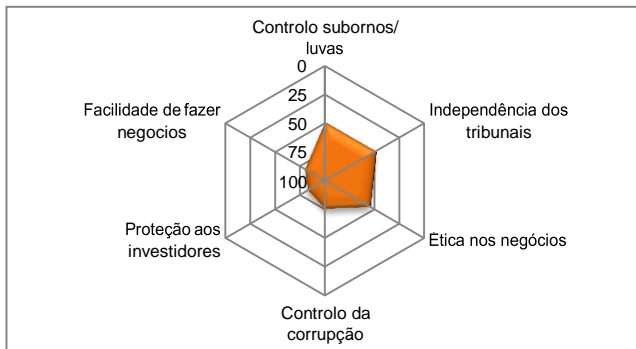 Controlo subornos/
luvas
0
25
50
75
100
Facilidade de fazer
negocios
Independência dos
tribunais
Proteção aos
investidores
Ética nos negócios
Controlo da
corrupção